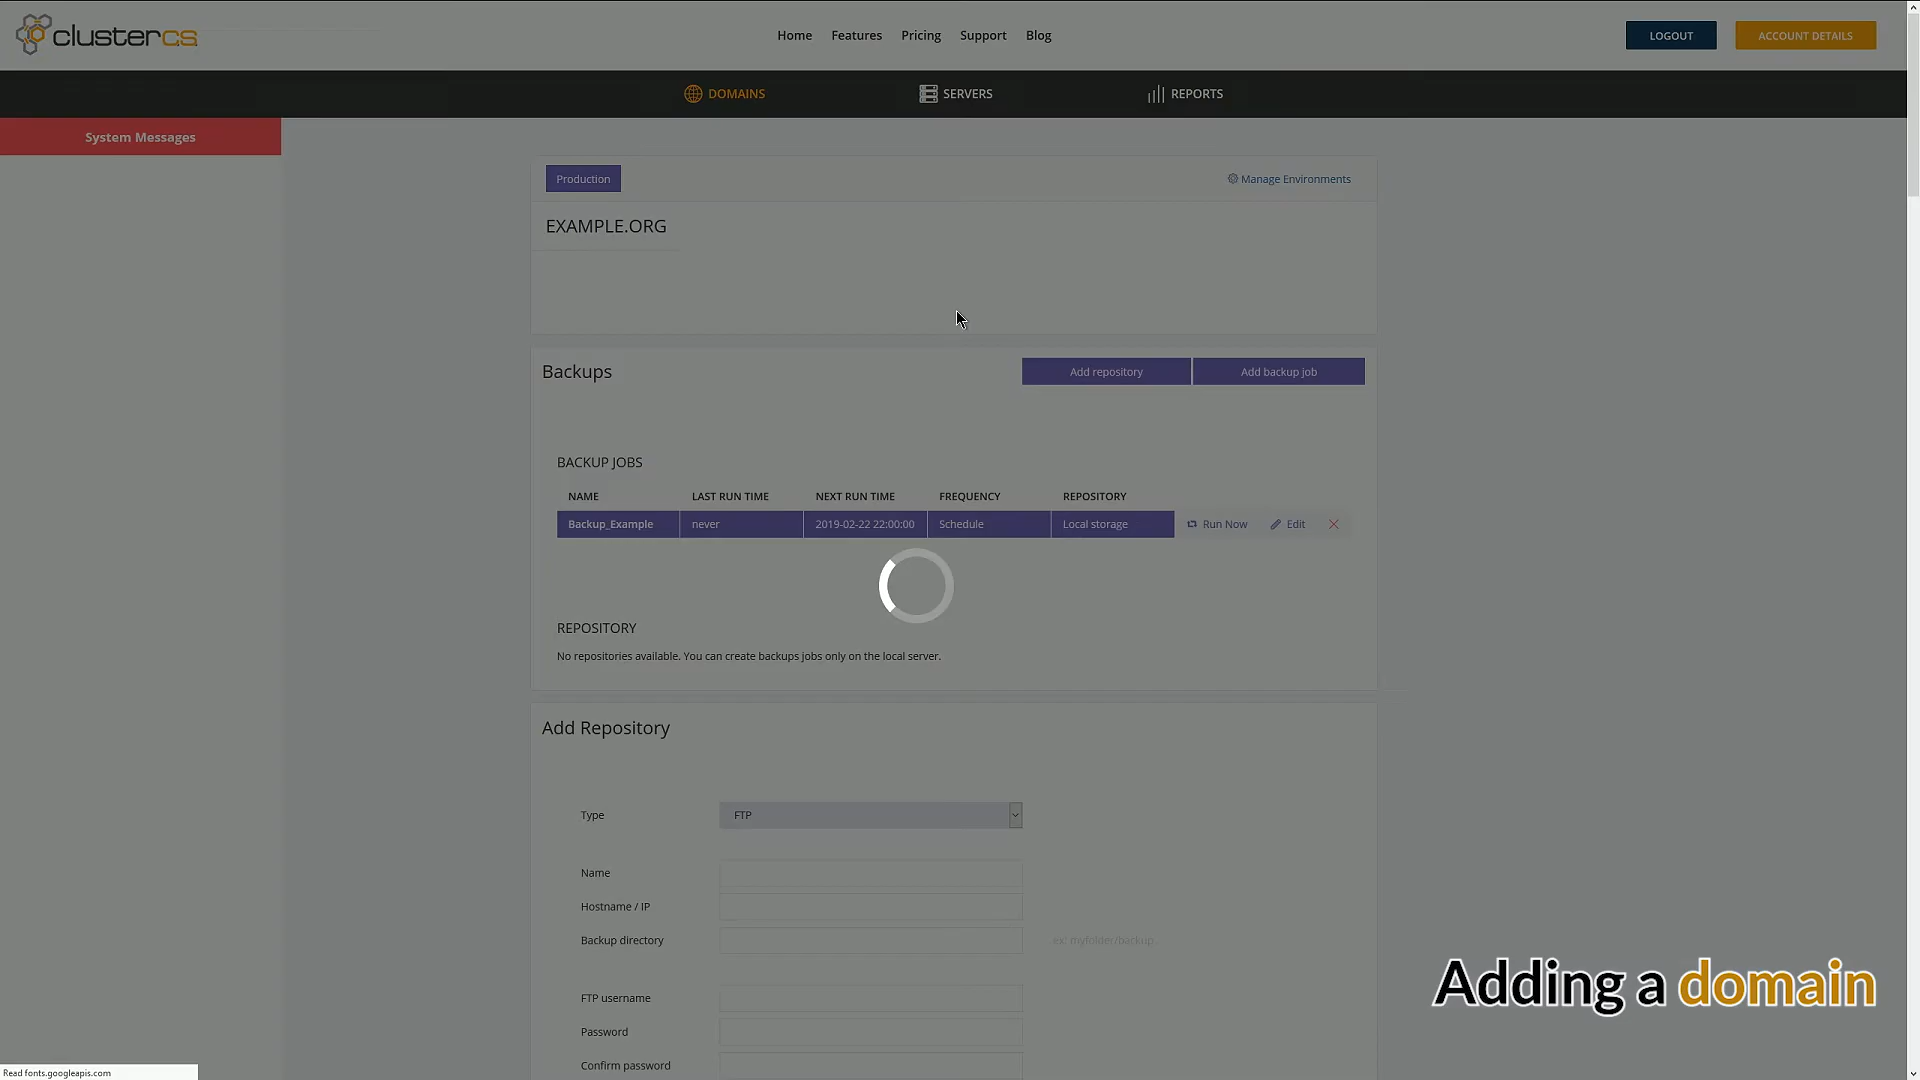 clustercs
Home Features Pricing Support Blog
LOGOUT ACCOUNT DETAILS
DOMAINS SERVERS REPORTS
System Messages
Production Manage Environments
EXAMPLE.ORG
Backups Add repository Add backup job
BACKUP JOBS
NAME LAST RUN TIME NEXT RUN TIME FREQUENCY REPOSITORY
Backup_Example never 2019-02-22 22:00:00 Schedule Local storage Run Now Edit
REPOSITORY
No repositories available. You can create backups jobs only on the local server.
Add Repository
Type FTP
Name
Hostname / IP
Backup directory ex: myfolder/backup
FTP username
Password
Confirm password
Adding a domain
Read fonts.googleapis.com